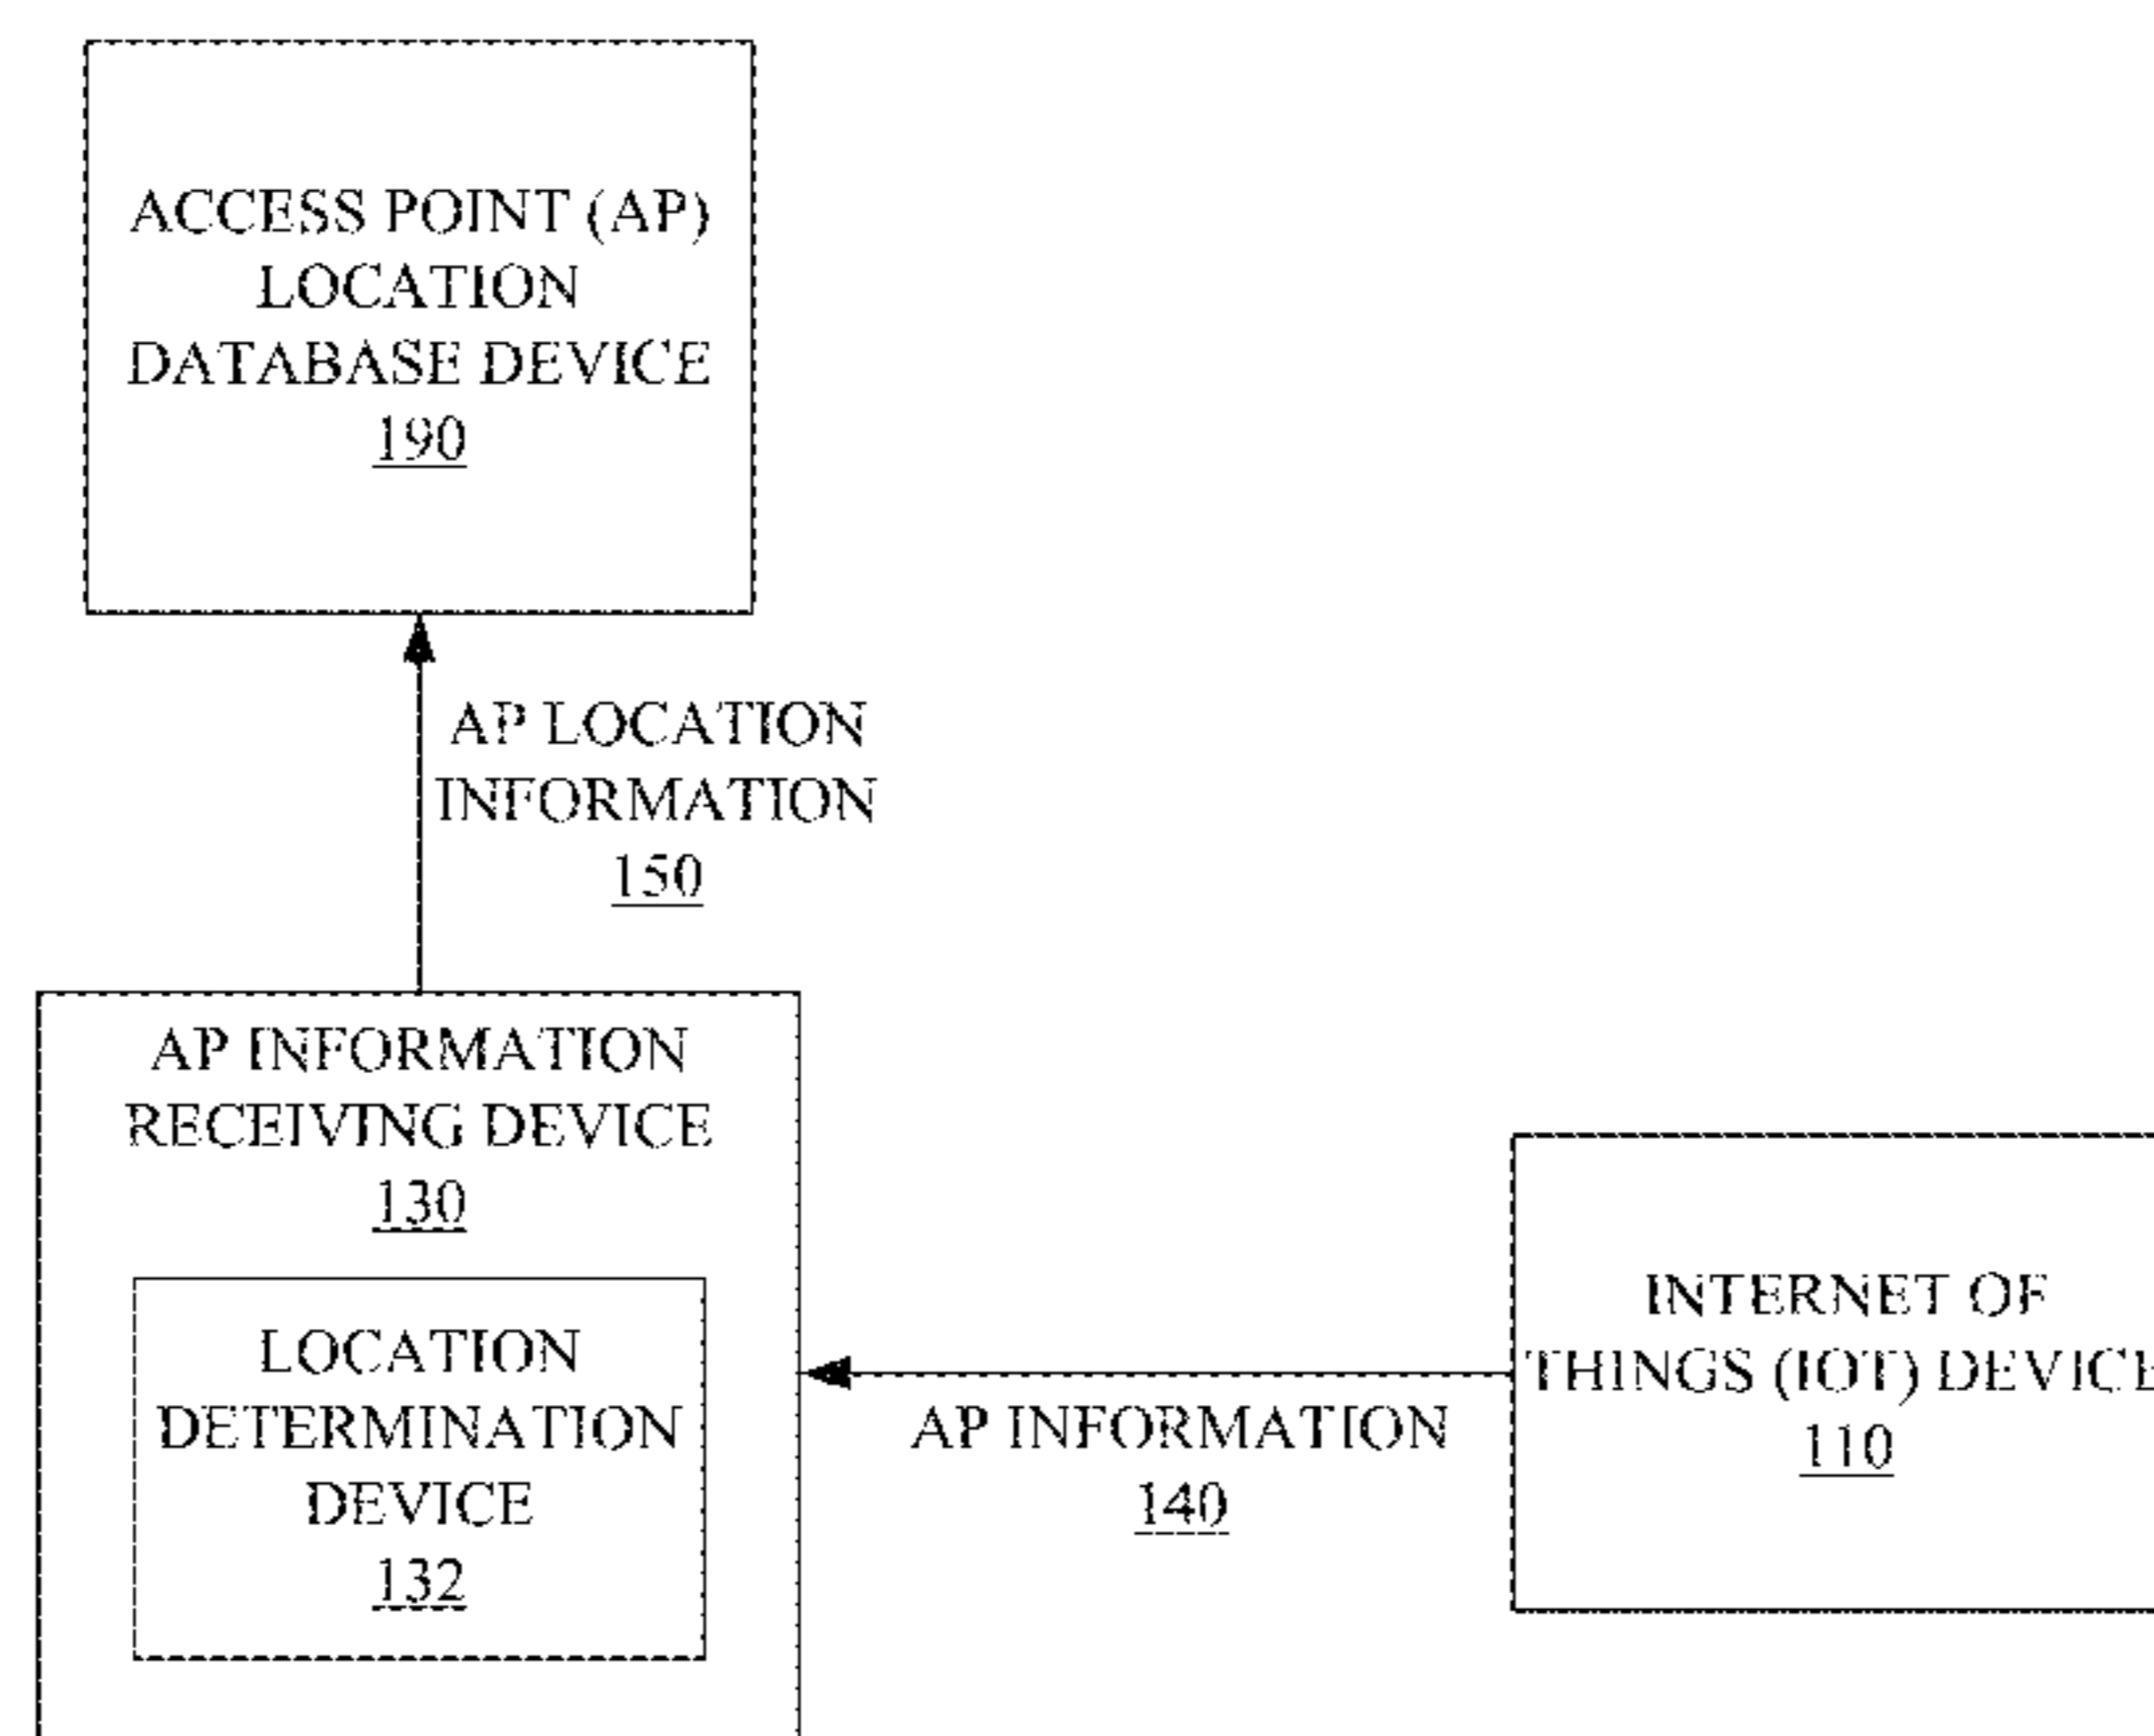 ACCESS POINT (AP)
LOCATION
DATABASE DEVICE
190
AP LOCATION
INFORMATION
150
AP INFORMATION
RECEIVING DEVICE
130
LOCATION
DETERMINATION
DEVICE
132
AP INFORMATION
140
INTERNET OF
THINGS (IOT) DEVICE
110